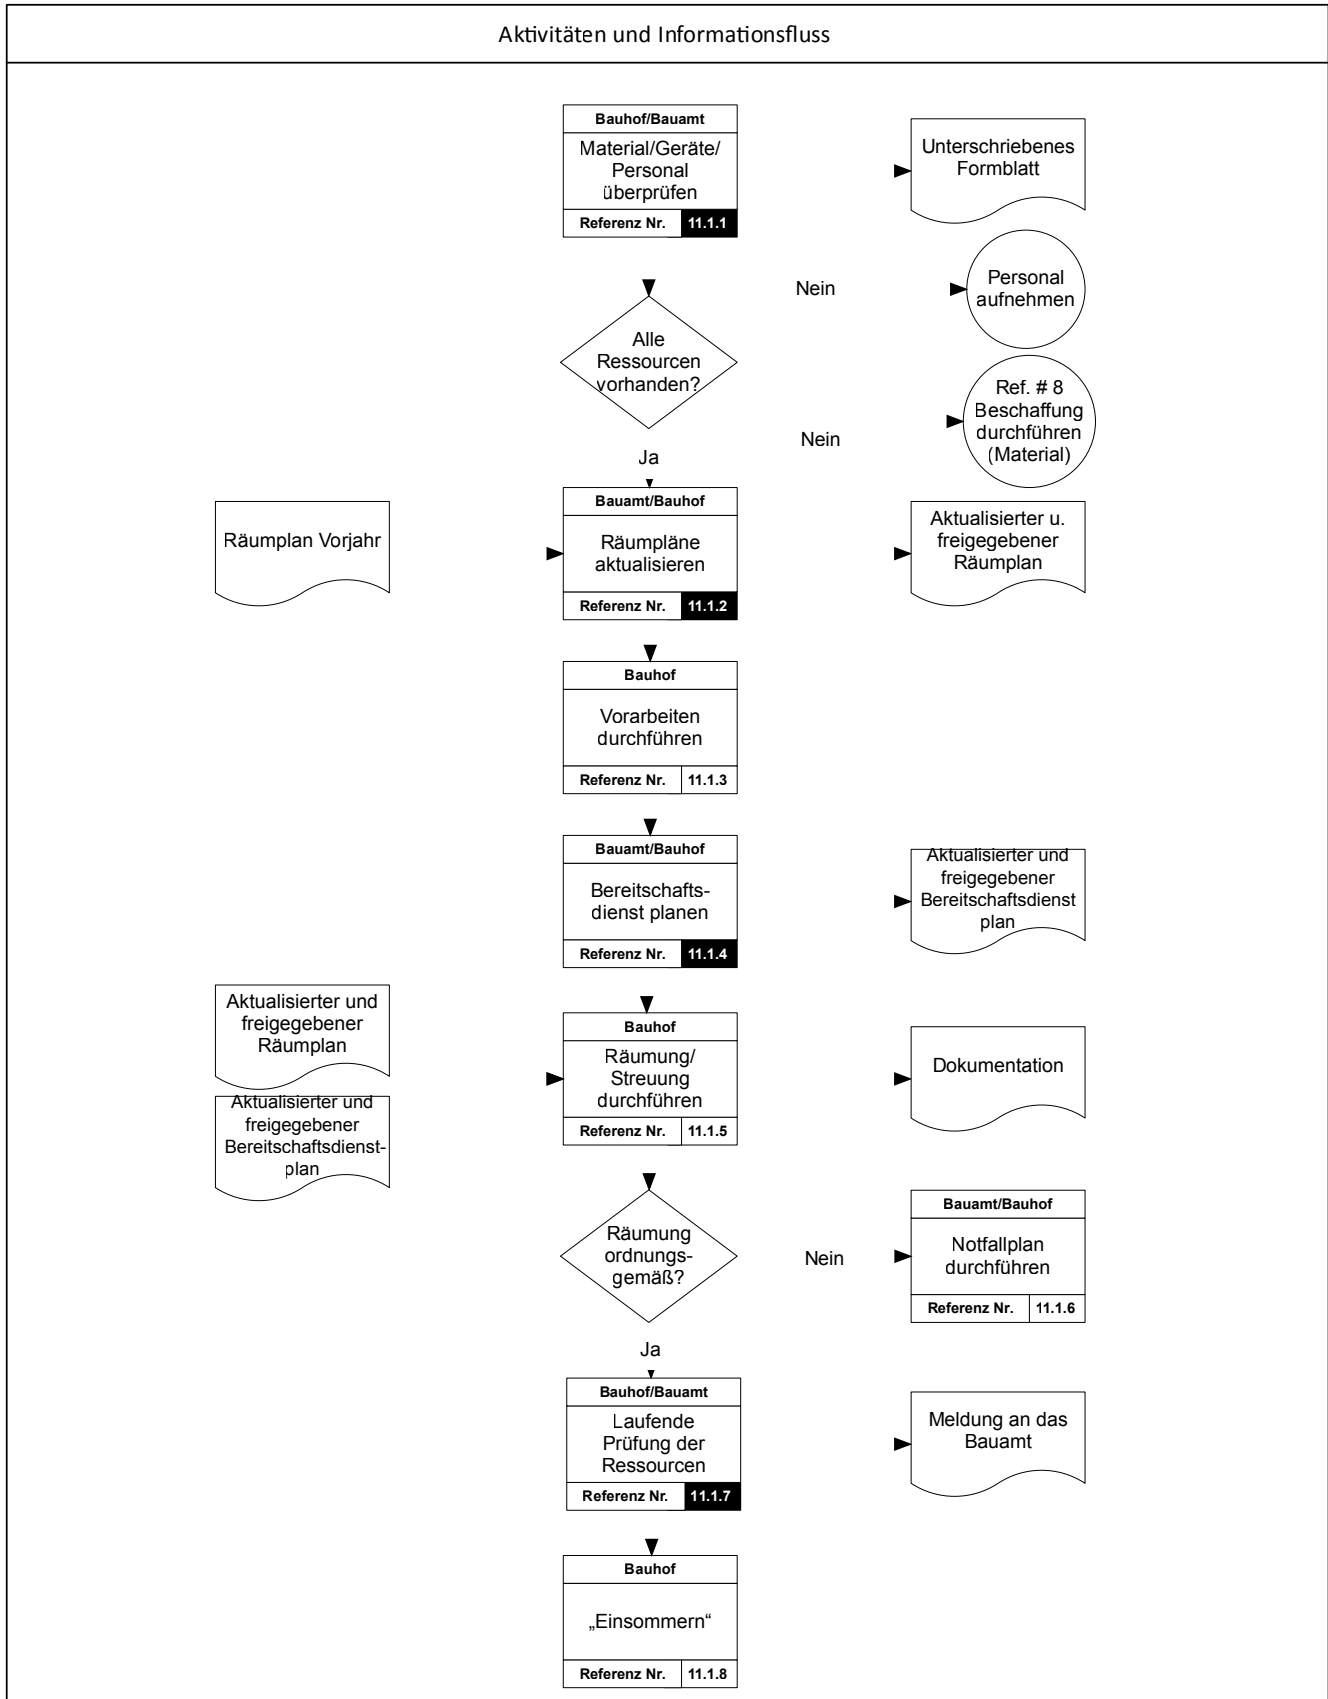 Aktivitäten und Informationsfluss
Bauhof/Bauamt
Material/Geräte/
Personal
überprüfen
Referenz Nr. 11.1.1
Unterschriebenes
Formblatt
Nein
Personal
aufnehmen
Alle
Ressourcen
vorhanden?
Nein
Ref. # 8
Beschaffung
durchführen
(Material)
Ja
Räumplan Vorjahr
Bauamt/Bauhof
Räumpläne
aktualisieren
Referenz Nr. 11.1.2
Aktualisierter u.
freigegebener
Räumplan
Bauhof
Vorarbeiten
durchführen
Referenz Nr. 11.1.3
Bauamt/Bauhof
Bereitschafts-
dienst planen
Referenz Nr. 11.1.4
Aktualisierter und
freigegebener
Bereitschaftsdienst
plan
Aktualisierter und
freigegebener
Räumplan
Aktualisierter und
freigegebener
Bereitschaftsdienst-
plan
Bauhof
Räumung/
Streuung
durchführen
Referenz Nr. 11.1.5
Dokumentation
Räumung
ordnungs-
gemäß?
Nein
Bauamt/Bauhof
Notfallplan
durchführen
Referenz Nr. 11.1.6
Ja
Bauhof/Bauamt
Laufende
Prüfung der
Ressourcen
Referenz Nr. 11.1.7
Meldung an das
Bauamt
Bauhof
„Einsommern“
Referenz Nr. 11.1.8